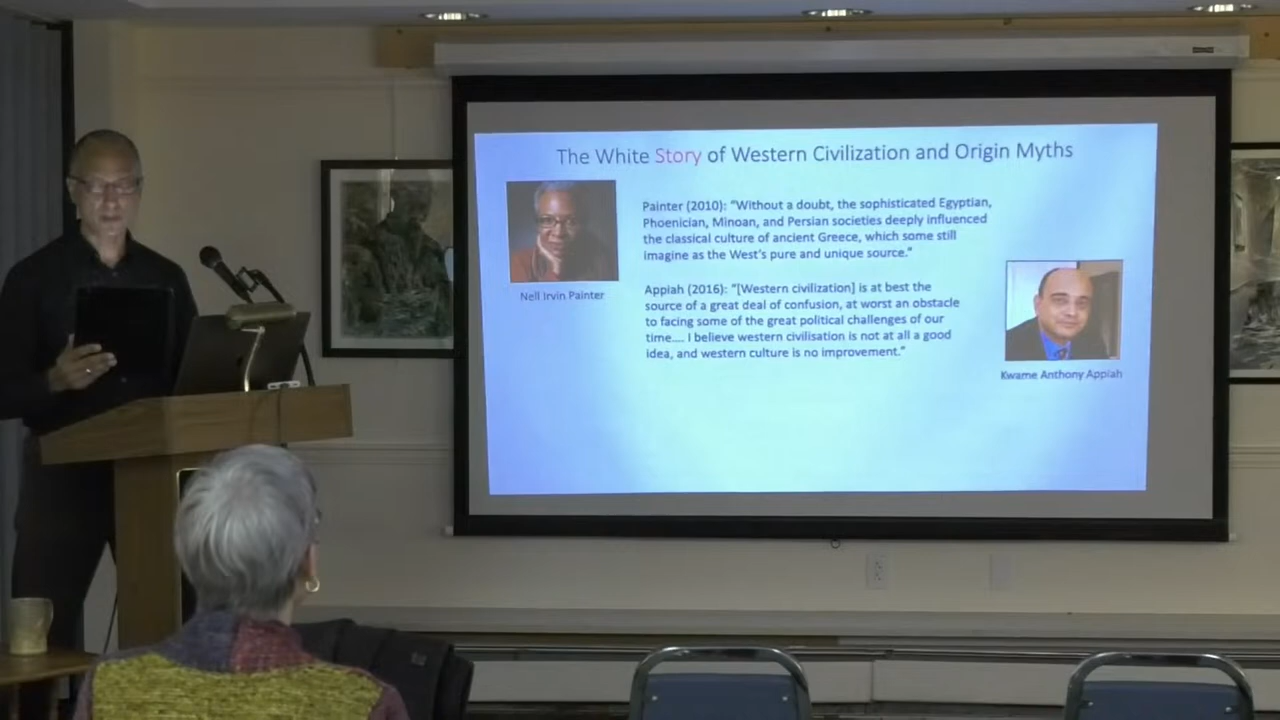 The White Story of Western Civilization and Origin Myths
Painter (2010): “Without a doubt, the sophisticated Egyptian,
Phoenician, Minoan, and Persian societies deeply influenced
the classical culture of ancient Greece, which some still
imagine as the West’s pure and unique source.”
Nell Irvin Painter
Appiah (2016): “[Western civilization] is at best the
source of a great deal of confusion, at worst an obstacle
to facing some of the great political challenges of our
time.... I believe western civilisation is not at all a good
idea, and western culture is no improvement.”
Kwame Anthony Appiah